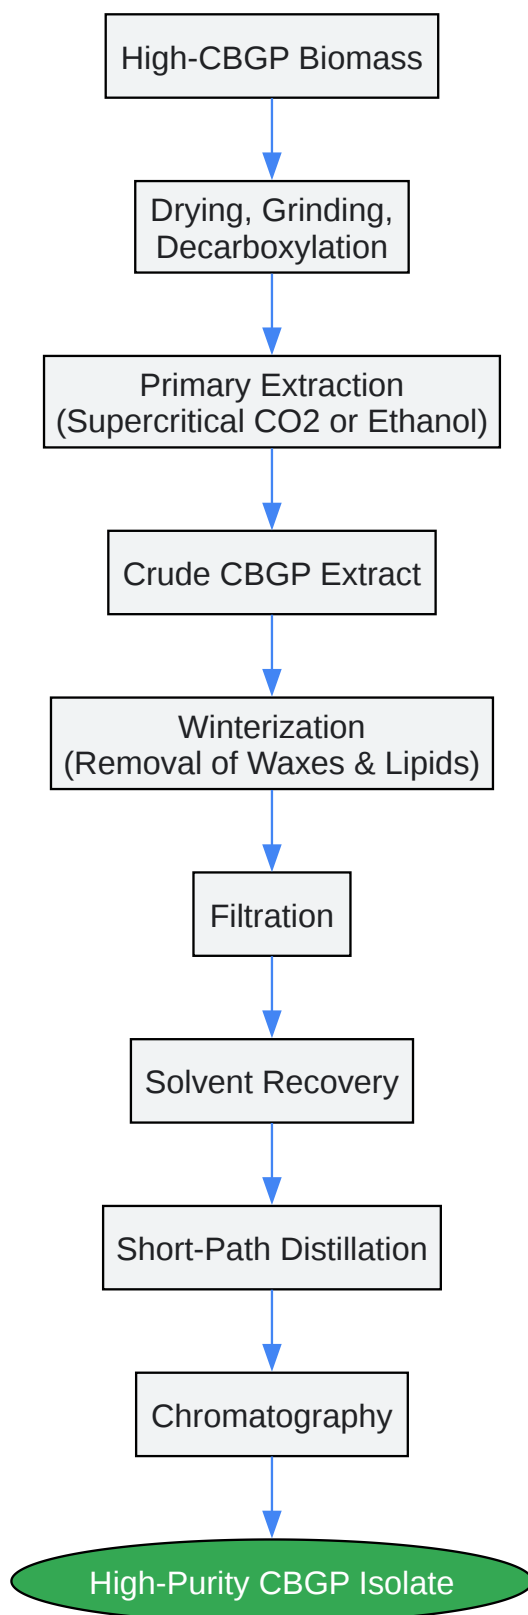 High-CBGP Biomass
Drying, Grinding,
Decarboxylation
Primary Extraction
(Supercritical CO2 or Ethanol)
Crude CBGP Extract
Winterization
(Removal of Waxes & Lipids)
Filtration
Solvent Recovery
Short-Path Distillation
Chromatography
High-Purity CBGP Isolate